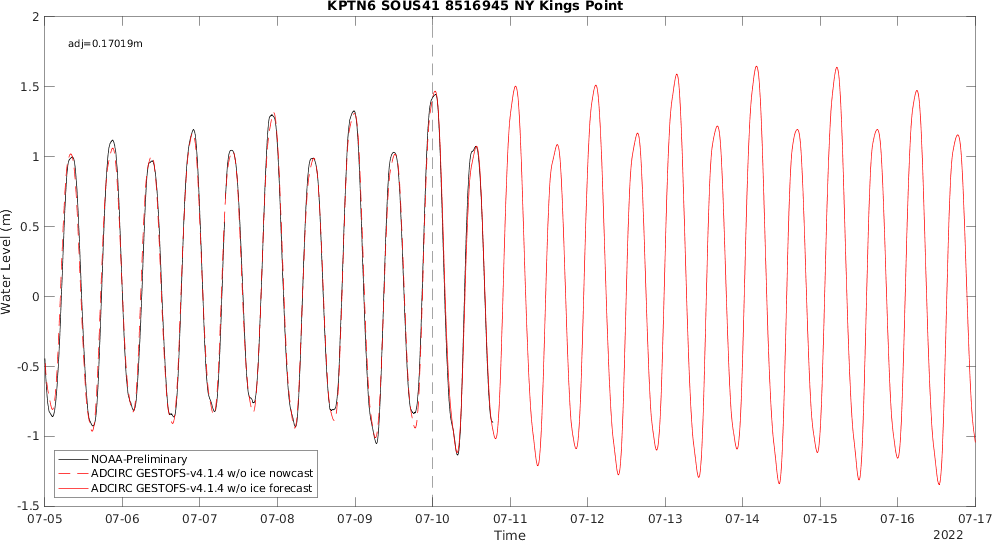 KPTN6 SOUS41 8516945 NY Kings Point
adj=0.17019m
2
1.5
1
0.5
0
-0.5
-1
-1.5
Water Level (m)
NOAA-Preliminary
ADCIRC GESTOFS-v4.1.4 w/o ice nowcast
ADCIRC GESTOFS-v4.1.4 w/o ice forecast
07-05 07-06 07-07 07-08 07-09 07-10 07-11 07-12 07-13 07-14 07-15 07-16 07-17
Time
2022